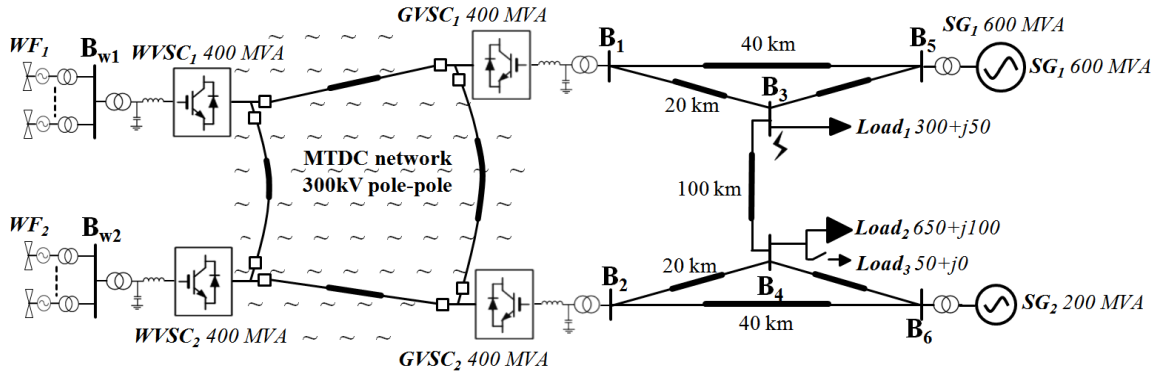 WF1
Bw1
WVSC1 400 MVA
GVSC1 400 MVA
B1
40 km
B5
SG1 600 MVA
SG1 600 MVA
20 km
B3
Load1 300+j50
MTDC network
300kV pole-pole
100 km
WF2
Bw2
WVSC2 400 MVA
GVSC2 400 MVA
B2
20 km
B4
40 km
Load2 650+j100
Load3 50+j0
B6
SG2 200 MVA